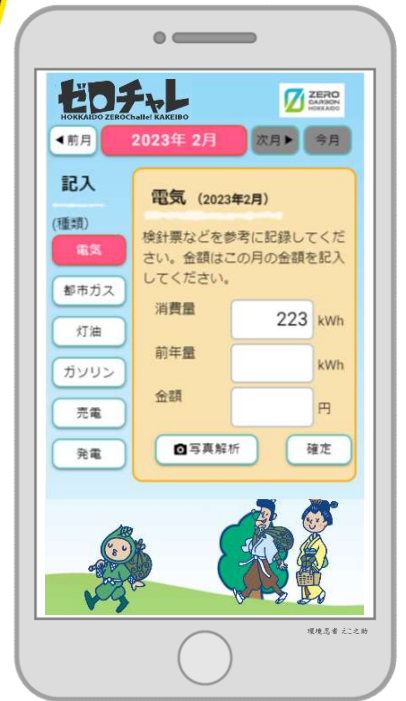 ゼロチャレ
HOKKAIDO ZEROChalle! KAKEIBO
ZERO
CARBON
HOKKAIDO
◀前月 2023年 2月 次月▶ 今月
記入
(種類)
電気
都市ガス
灯油
ガソリン
売電
発電
電気 (2023年2月)
検針票などを参考に記録してくだ
さい。金額はこの月の金額を記入
してください。
消費量 223 kWh
前年量 kWh
金額 円
写真解析 確定
環境忍者 えこ之助